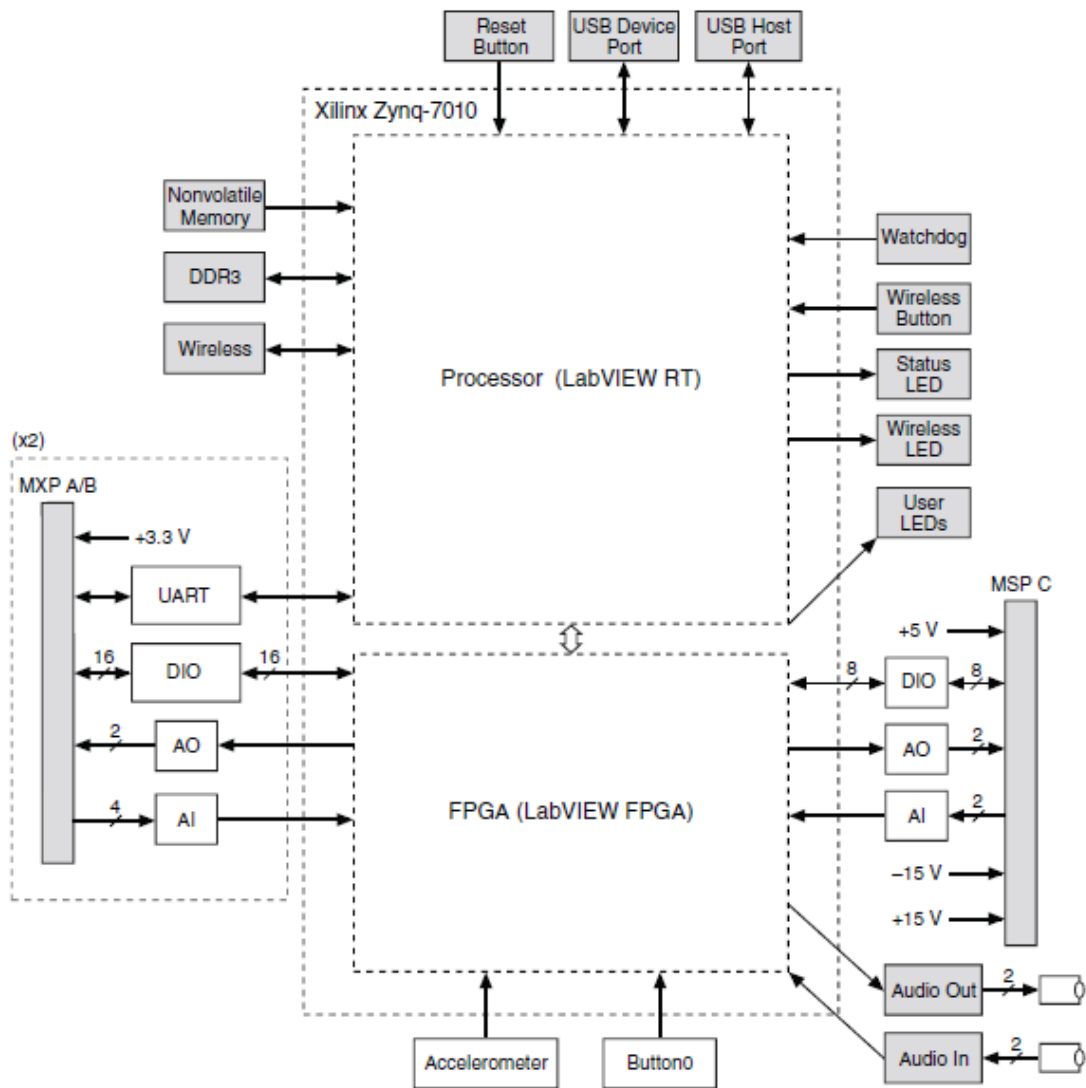 Reset
Button
USB Device
Port
USB Host
Port
Xilinx Zynq-7010
Nonvolatile
Memory
DDR3
Wireless
Processor (LabVIEW RT)
Watchdog
Wireless
Button
Status
LED
Wireless
LED
User
LEDs
(x2)
MXP A/B
+3.3 V
UART
16
DIO
16
2
AO
4
AI
FPGA (LabVIEW FPGA)
MSP C
+5 V
8
DIO
8
AO
2
AI
2
–15 V
+15 V
Audio Out
2
Audio In
2
Accelerometer
Button0